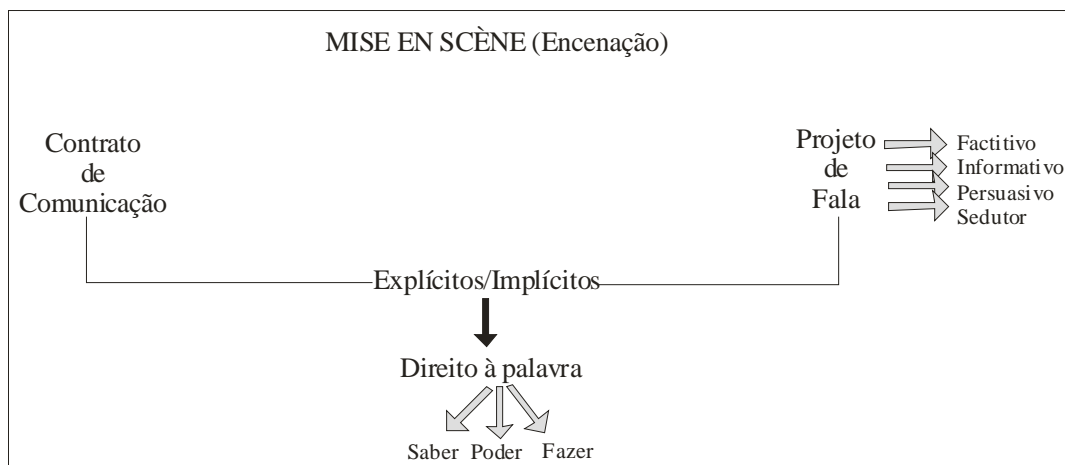 MISE EN SCÈNE (Encenação)
Contrato
de
Comunicação
Projeto
de
Fala
Factitivo
Informativo
Persuasivo
Sedutor
Explícitos/Implícitos
Direito à palavra
Saber Poder Fazer